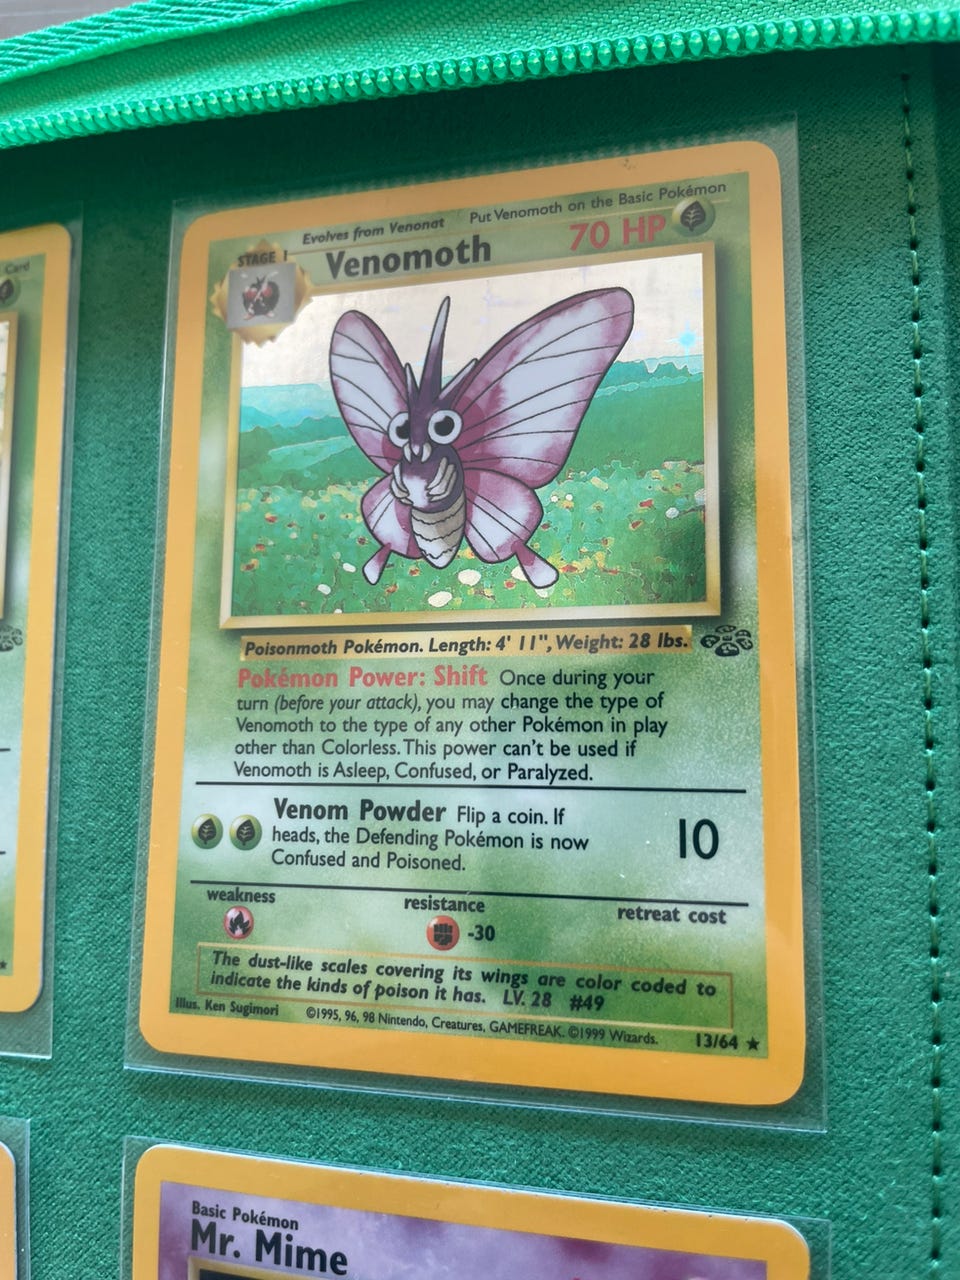 Card
Evolves from Venonat Put Venomoth on the Basic Pokémon
STAGE 1 Venomoth 70 HP
Poisonmoth Pokémon. Length: 4' 11", Weight: 28 lbs.
Pokémon Power: Shift Once during your
turn (before your attack), you may change the type of
Venomoth to the type of any other Pokémon in play
other than Colorless. This power can't be used if
Venomoth is Asleep, Confused, or Paralyzed.
Venom Powder Flip a coin. If
heads, the Defending Pokémon is now
Confused and Poisoned.
10
weakness resistance retreat cost
-30
The dust-like scales covering its wings are color coded to
indicate the kinds of poison it has. LV. 28 #49
Illus. Ken Sugimori ©1995, 96, 98 Nintendo, Creatures, GAMEFREAK. ©1999 Wizards. 13/64 ★
Basic Pokémon
Mr. Mime